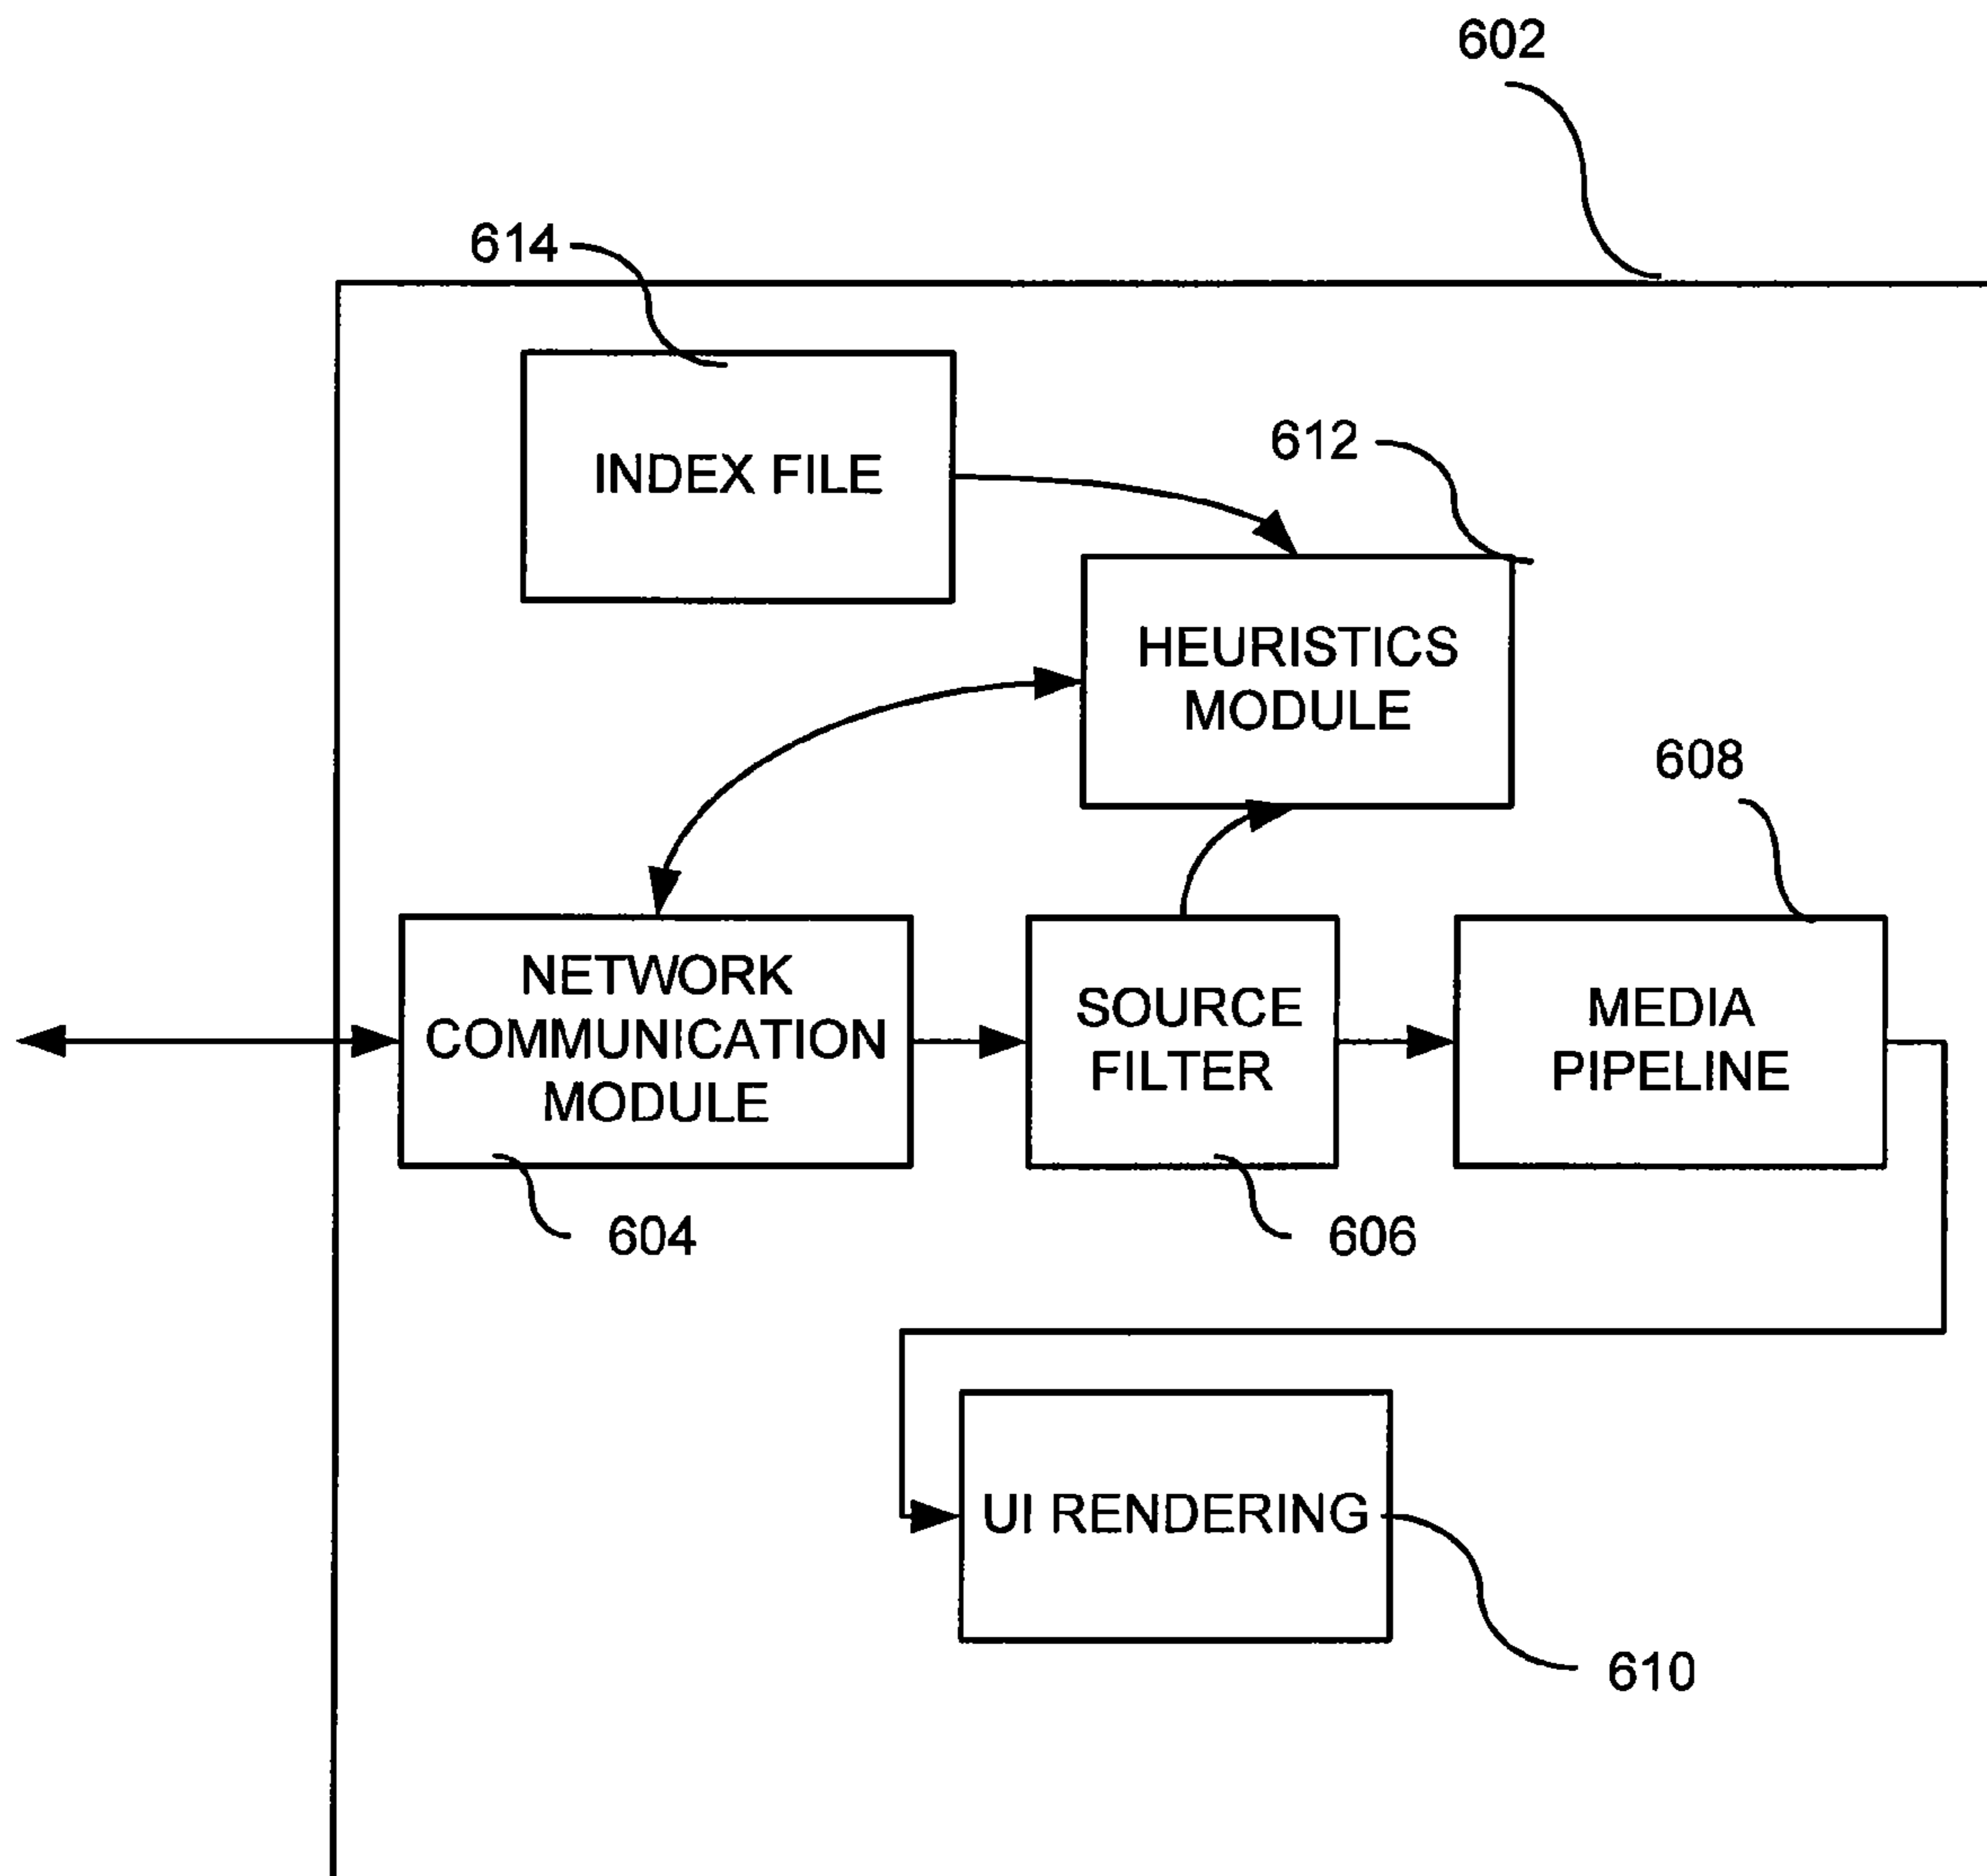 602
614
INDEX FILE
612
HEURISTICS
MODULE
608
NETWORK
COMMUNICATION
MODULE
SOURCE
FILTER
MEDIA
PIPELINE
604
606
UI RENDERING
610